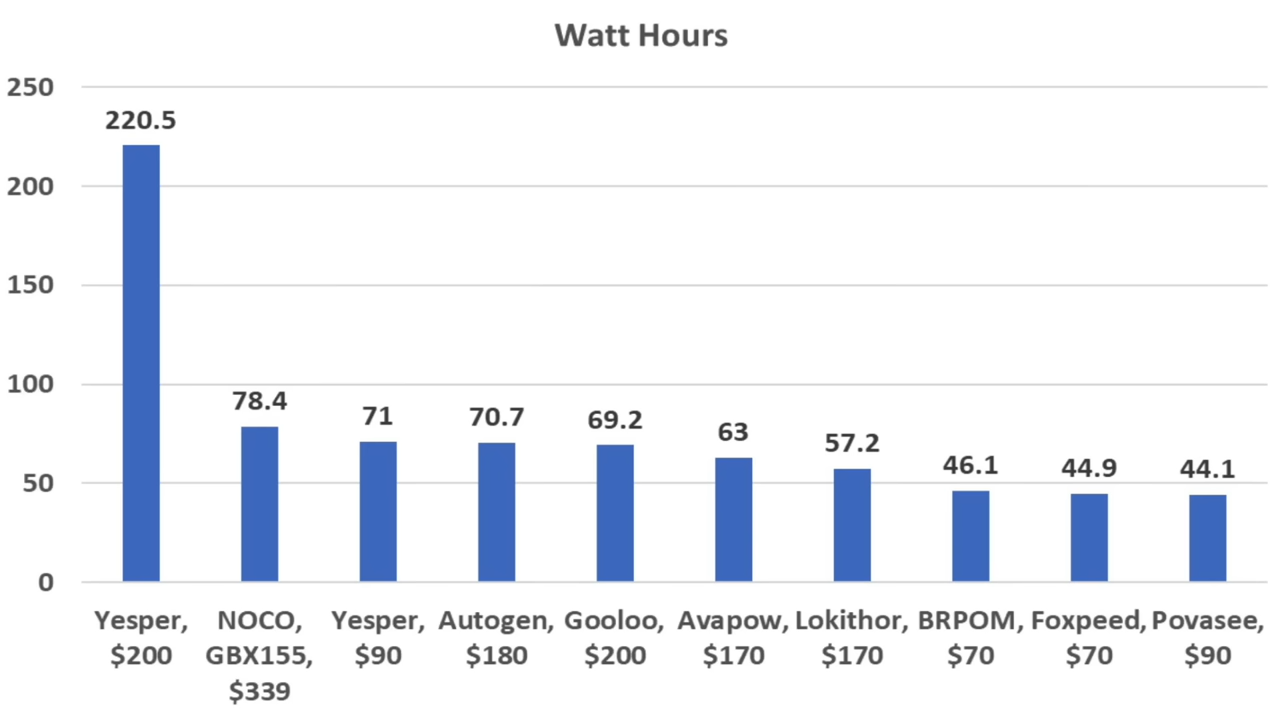 Watt Hours
250
200
150
100
50
0
220.5
78.4
71
70.7
69.2
63
57.2
46.1
44.9
44.1
Yesper,
$200
NOCO,
GBX155,
$339
Yesper,
$90
Autogen,
$180
Gooloo,
$200
Avapow,
$170
Lokithor,
$170
BRPOM,
$70
Foxpeed,
$70
Povasee,
$90